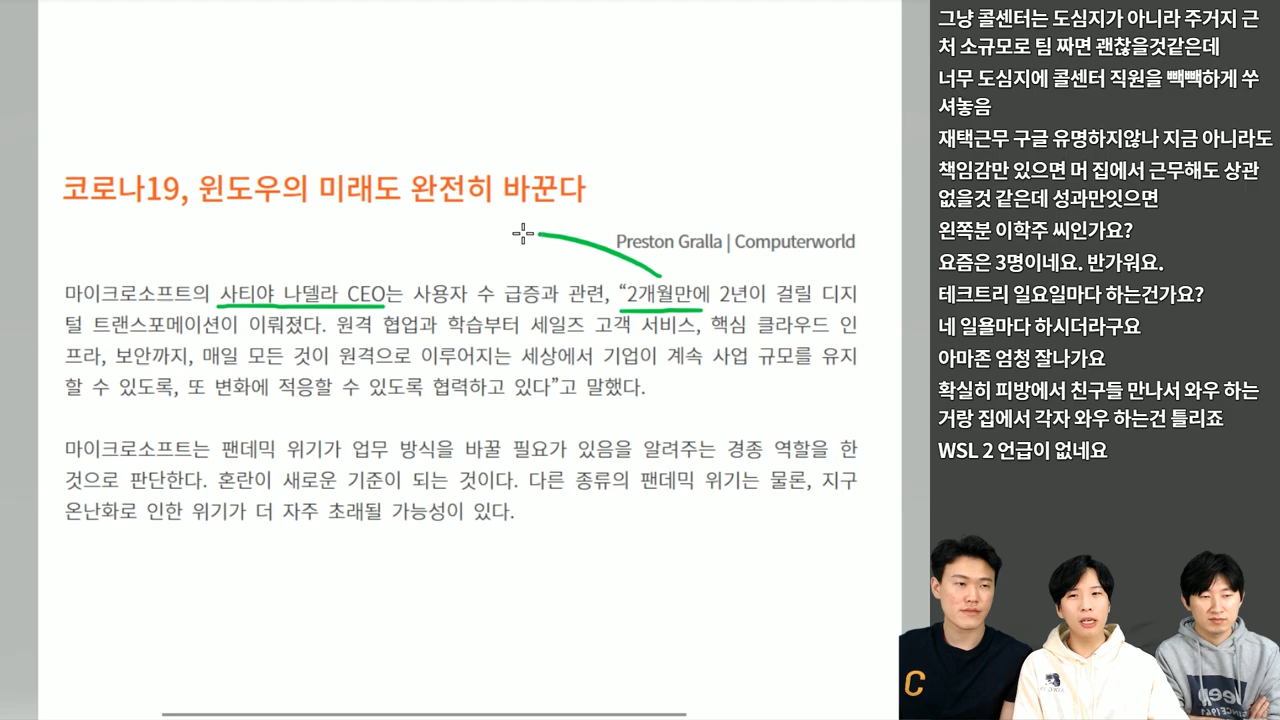 코로나19, 윈도우의 미래도 완전히 바꾼다
Preston Gralla | Computerworld
마이크로소프트의 사티야 나델라 CEO는 사용자 수 급증과 관련, “2개월만에 2년이 걸릴 디지
털 트랜스포메이션이 이뤄졌다. 원격 협업과 학습부터 세일즈 고객 서비스, 핵심 클라우드 인
프라, 보안까지, 매일 모든 것이 원격으로 이루어지는 세상에서 기업이 계속 사업 규모를 유지
할 수 있도록, 또 변화에 적응할 수 있도록 협력하고 있다”고 말했다.
마이크로소프트는 팬데믹 위기가 업무 방식을 바꿀 필요가 있음을 알려주는 경종 역할을 한
것으로 판단한다. 혼란이 새로운 기준이 되는 것이다. 다른 종류의 팬데믹 위기는 물론, 지구
온난화로 인한 위기가 더 자주 초래될 가능성이 있다.
그냥 콜센터는 도심지가 아니라 주거지 근
처 소규모로 팀 짜면 괜찮을것같은데
너무 도심지에 콜센터 직원을 빽빽하게 쑤
셔놓음
재택근무 구글 유명하지않나 지금 아니라도
책임감만 있으면 머 집에서 근무해도 상관
없을것 같은데 성과만잇으면
왼쪽분 이학주 씨인가요?
요즘은 3명이네요. 반가워요.
테크트리 일요일마다 하는건가요?
네 일욜마다 하시더라구요
아마존 엄청 잘나가요
확실히 피방에서 친구들 만나서 와우 하는
거랑 집에서 각자 와우 하는건 틀리죠
WSL 2 언급이 없네요
C